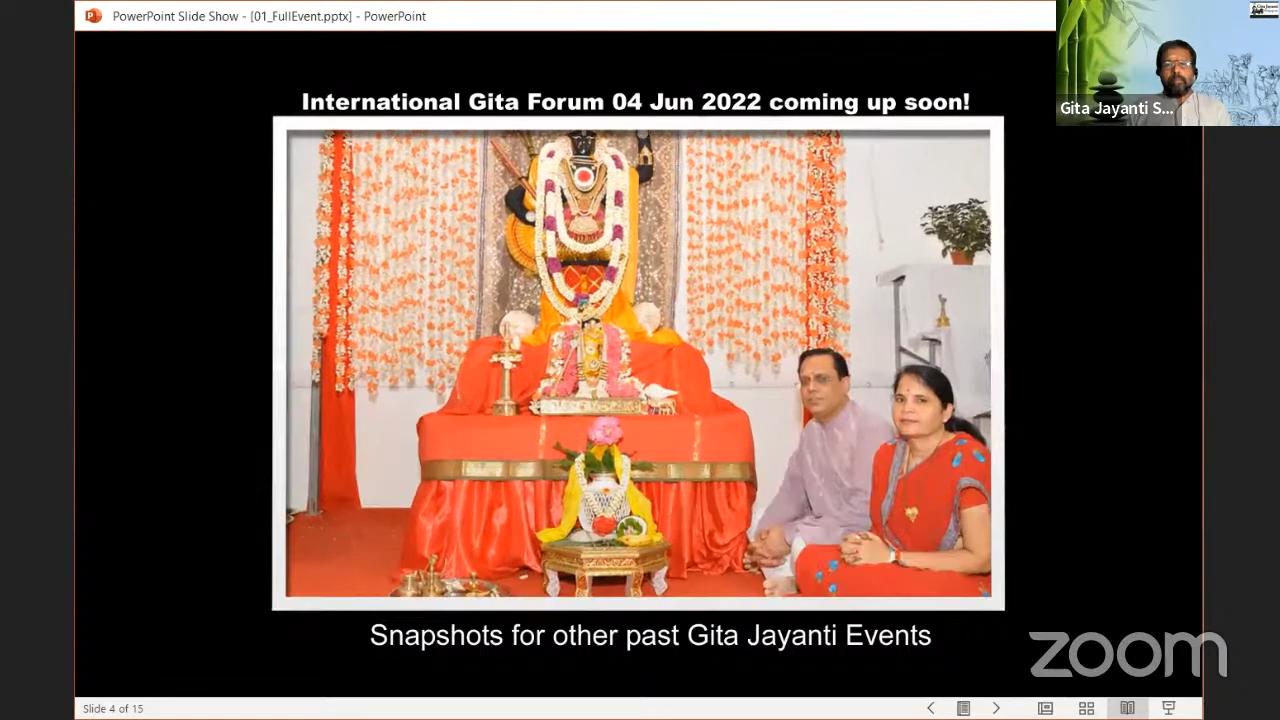 PowerPoint Slide Show - [01_FullEvent.pptx] - PowerPoint
Gita Jayanti S...
International Gita Forum 04 Jun 2022 coming up soon!
Snapshots for other past Gita Jayanti Events
zoom
Slide 4 of 15